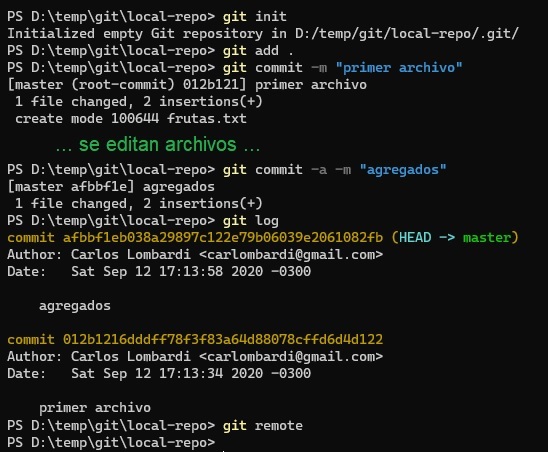 PS D:\temp\git\local-repo> git init
Initialized empty Git repository in D:/temp/git/local-repo/.git/
PS D:\temp\git\local-repo> git add .
PS D:\temp\git\local-repo> git commit -m "primer archivo"
[master (root-commit) 012b121] primer archivo
 1 file changed, 2 insertions(+)
 create mode 100644 frutas.txt
... se editan archivos ...
PS D:\temp\git\local-repo> git commit -a -m "agregados"
[master afbbf1e] agregados
 1 file changed, 2 insertions(+)
PS D:\temp\git\local-repo> git log
commit afbbf1eb038a29897c122e79b06039e2061082fb (HEAD -> master)
Author: Carlos Lombardi <carlombardi@gmail.com>
Date:   Sat Sep 12 17:13:58 2020 -0300
    agregados
commit 012b1216dddff78f3f83a64d88078cffd6d4d122
Author: Carlos Lombardi <carlombardi@gmail.com>
Date:   Sat Sep 12 17:13:34 2020 -0300
    primer archivo
PS D:\temp\git\local-repo> git remote
PS D:\temp\git\local-repo>